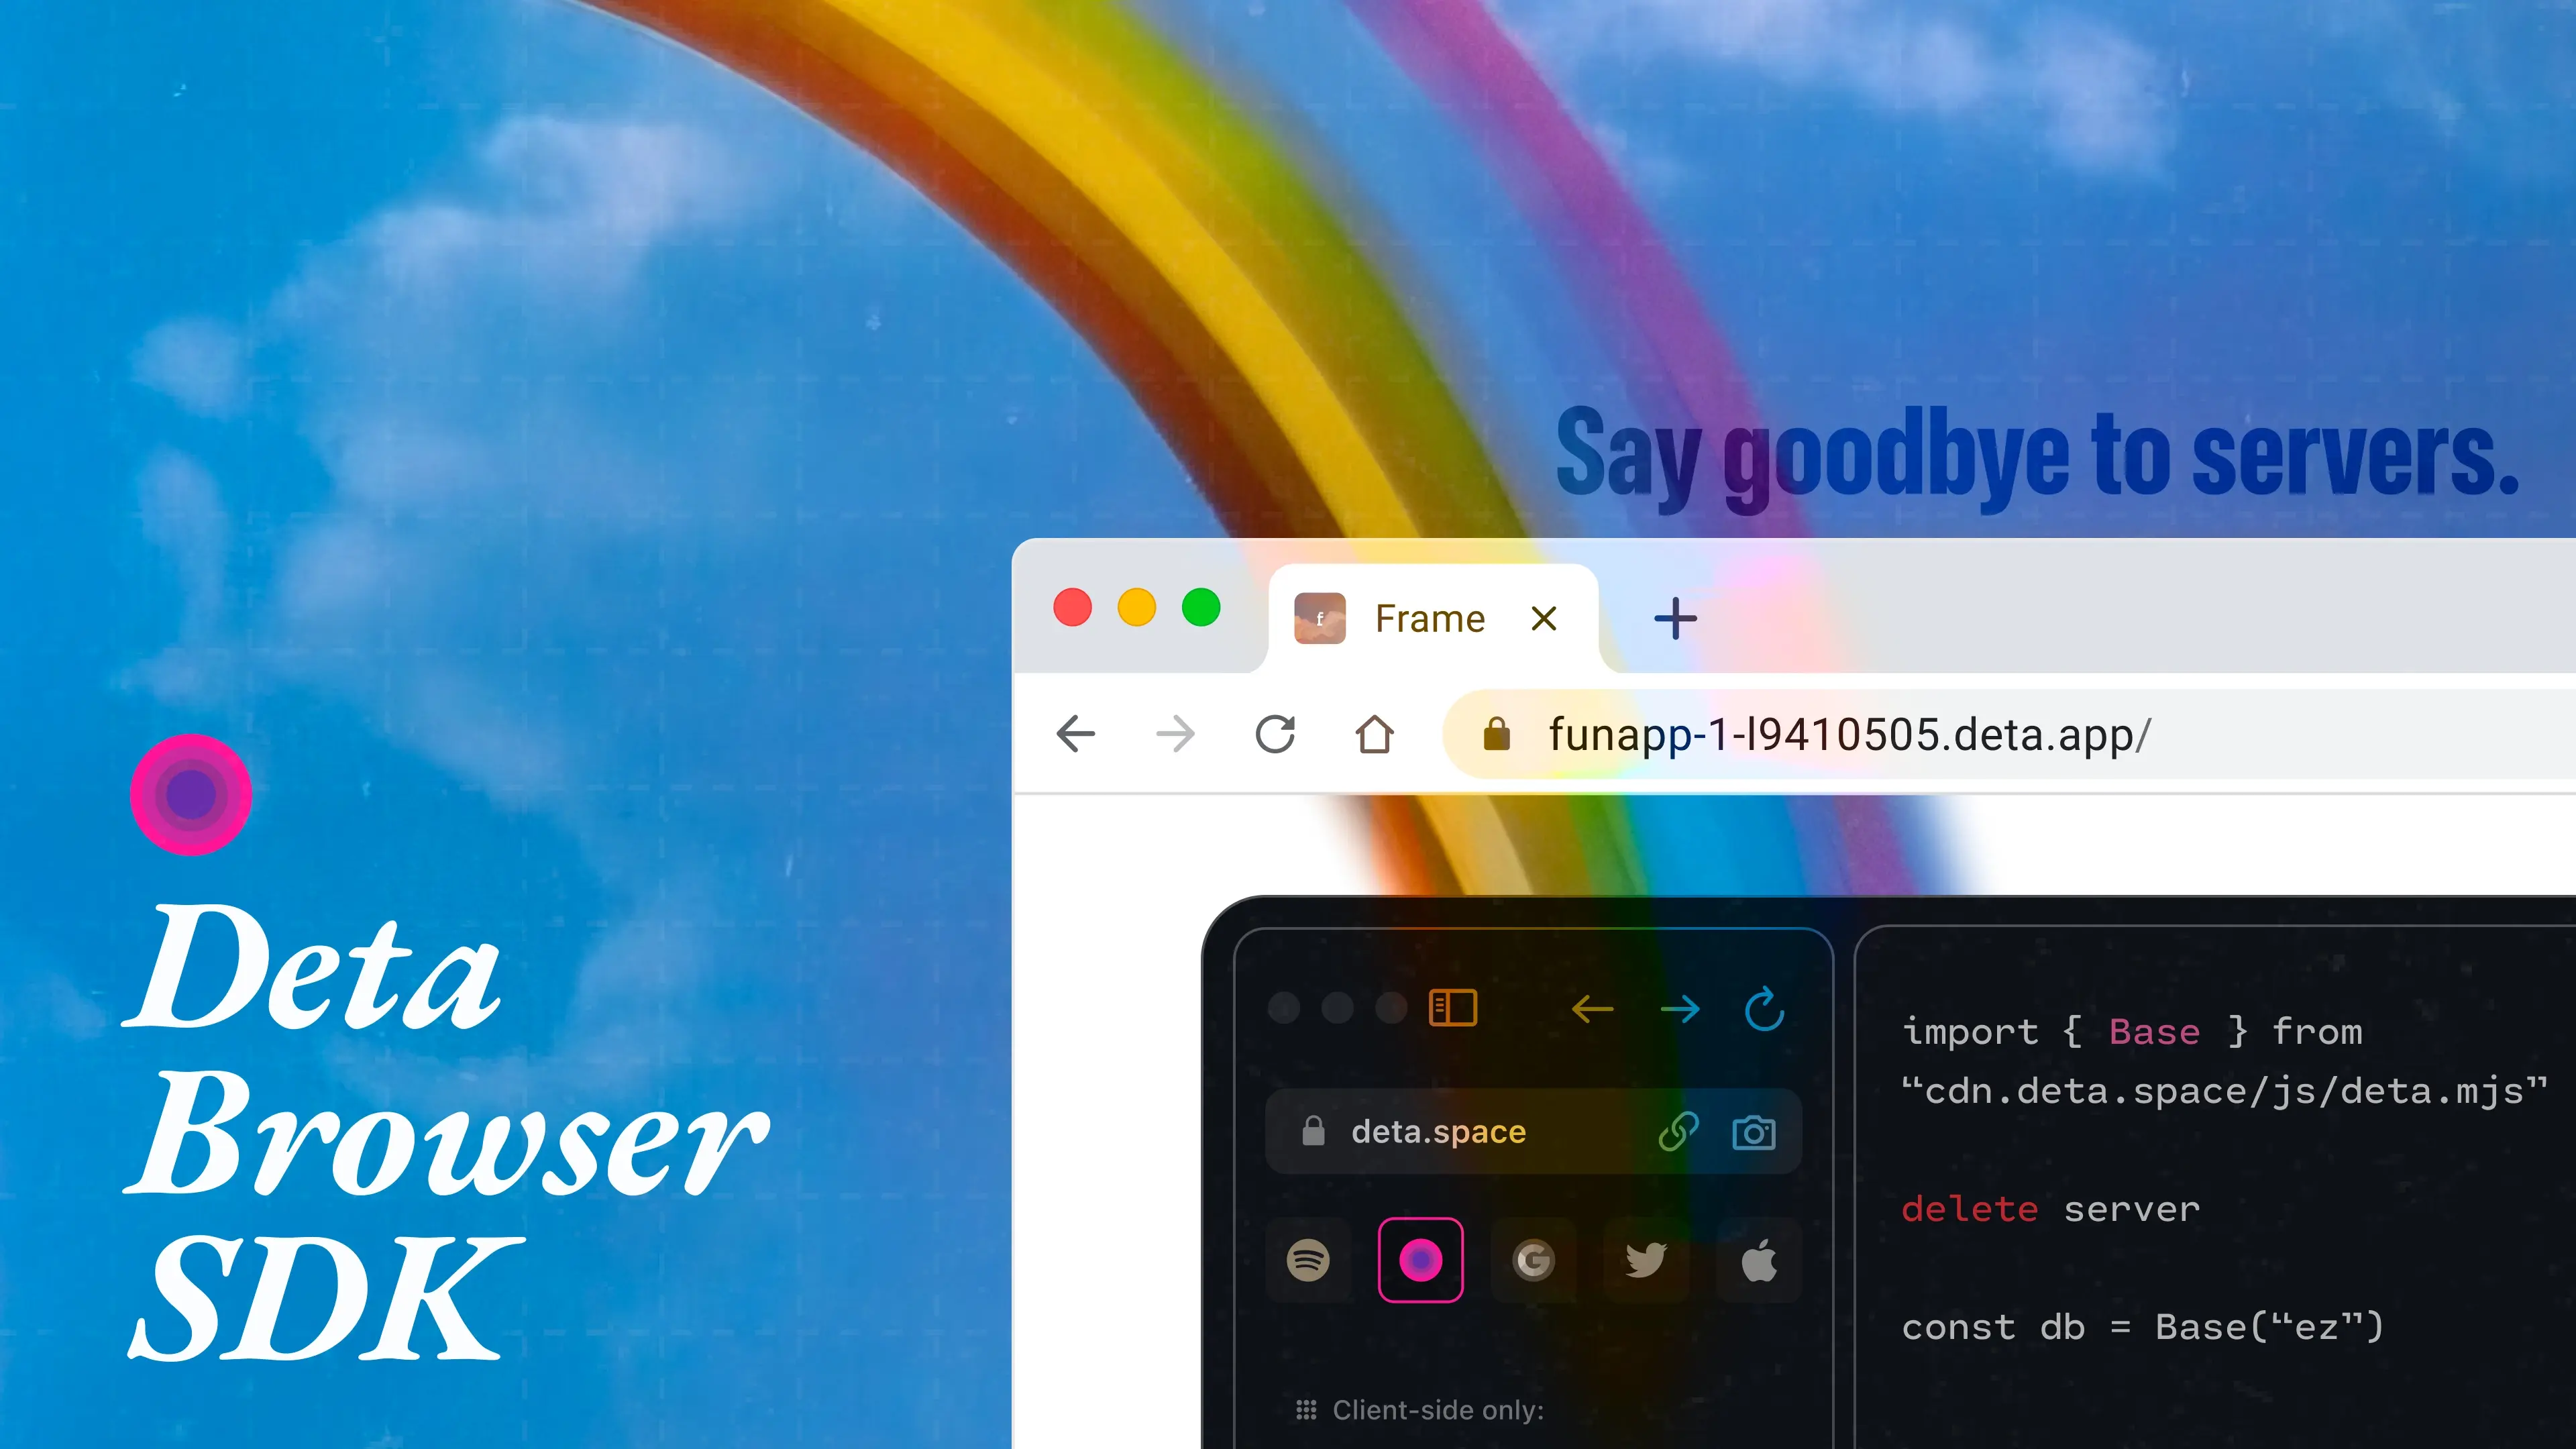 Say goodbye to servers.
f
Frame
funapp-1-l9410505.deta.app/
Deta
Browser
SDK
deta.space
G
Client-side only:
import { Base } from
“cdn.deta.space/js/deta.mjs”
delete server
const db = Base(“ez”)